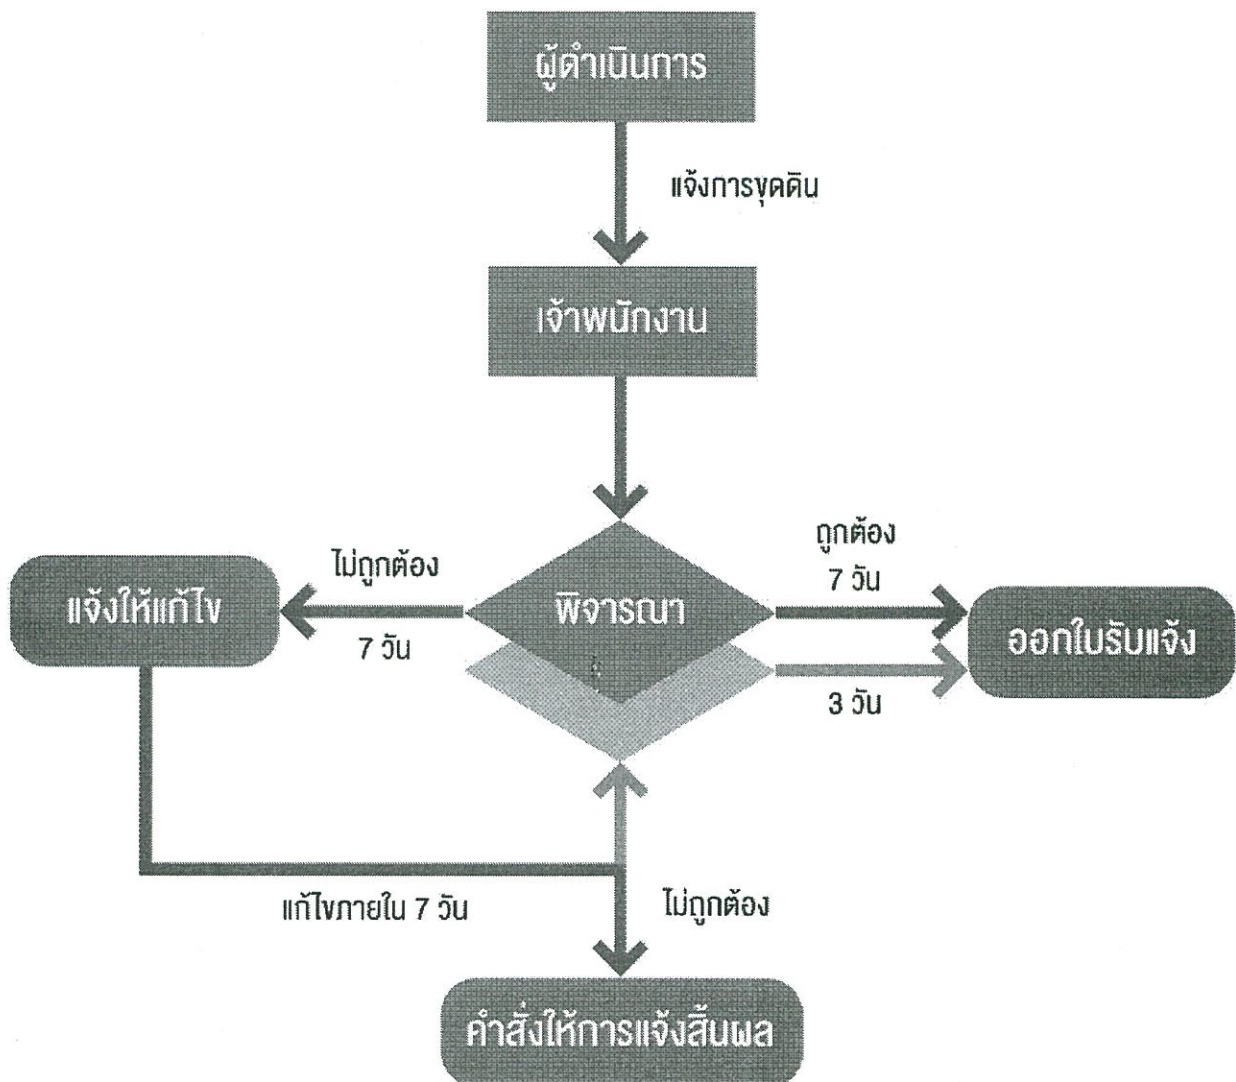 ผู้ดำเนินการ
แจ้งการขุดดิน
เจ้าพนักงาน
ไม่ถูกต้อง
7 วัน
แจ้งให้แก้ไข
พิจารณา
ถูกต้อง
7 วัน
ออกใบรับแจ้ง
3 วัน
แก้ไขภายใน 7 วัน
ไม่ถูกต้อง
คำสั่งให้การแจ้งสิ้นผล